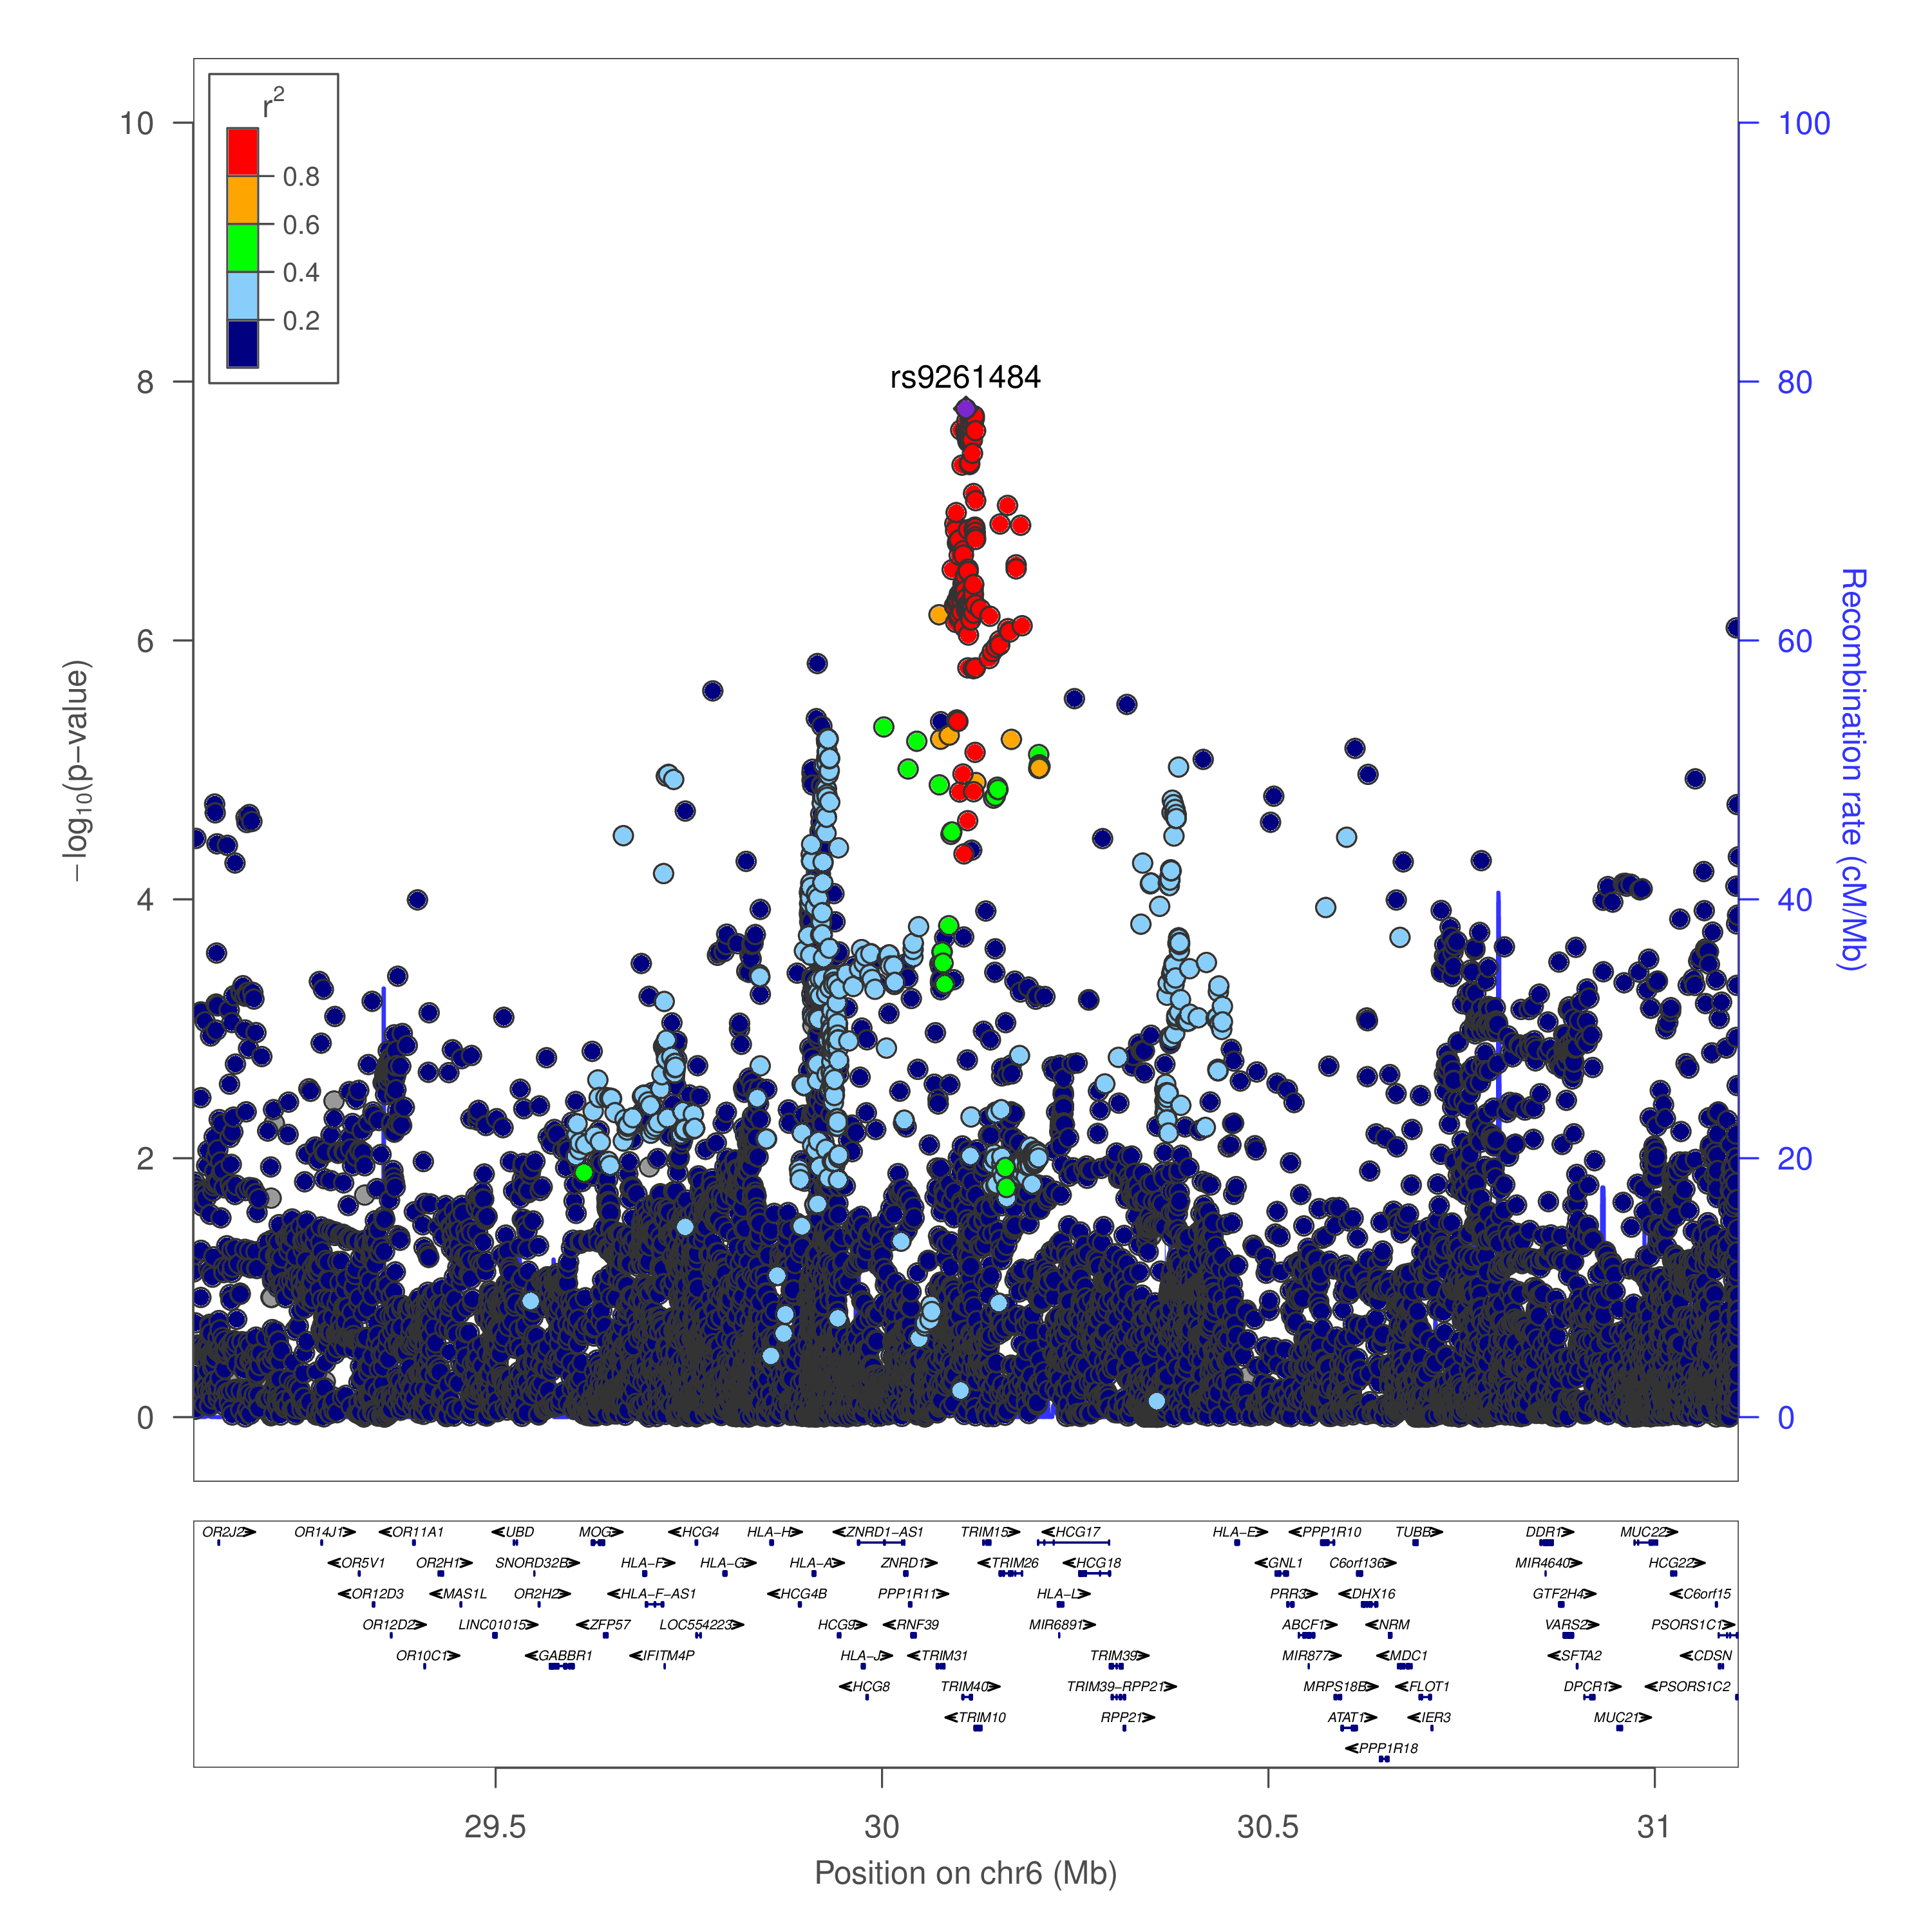 r2
0.8
0.6
0.4
0.2
rs9261484
10
8
6
4
2
0
−log10(p−value)
100
80
60
40
20
0
Recombination rate (cM/Mb)
OR2J2 OR14J1 OR11A1 UBD MOG HCG4 HLA−H ZNRD1−AS1 TRIM15 HCG17 HLA−E PPP1R10 TUBB DDR1 MUC22
OR5V1 OR2H1 SNORD32B HLA−F HLA−G HLA−A ZNRD1 TRIM26 HCG18 GNL1 C6orf136 MIR4640 HCG22
OR12D3 MAS1L OR2H2 HLA−F−AS1 HCG4B PPP1R11 HLA−L PRR3 DHX16 GTF2H4 C6orf15
OR12D2 LINC01015 ZFP57 LOC554223 HCG9 RNF39 MIR6891 ABCF1 NRM VARS2 PSORS1C1
OR10C1 GABBR1 IFITM4P HLA−J TRIM31 TRIM39 MIR877 MDC1 SFTA2 CDSN
HCG8 TRIM40 TRIM39−RPP21 MRPS18B FLOT1 DPCR1 PSORS1C2
TRIM10 RPP21 ATAT1 IER3 MUC21
PPP1R18
29.5 30 30.5 31
Position on chr6 (Mb)